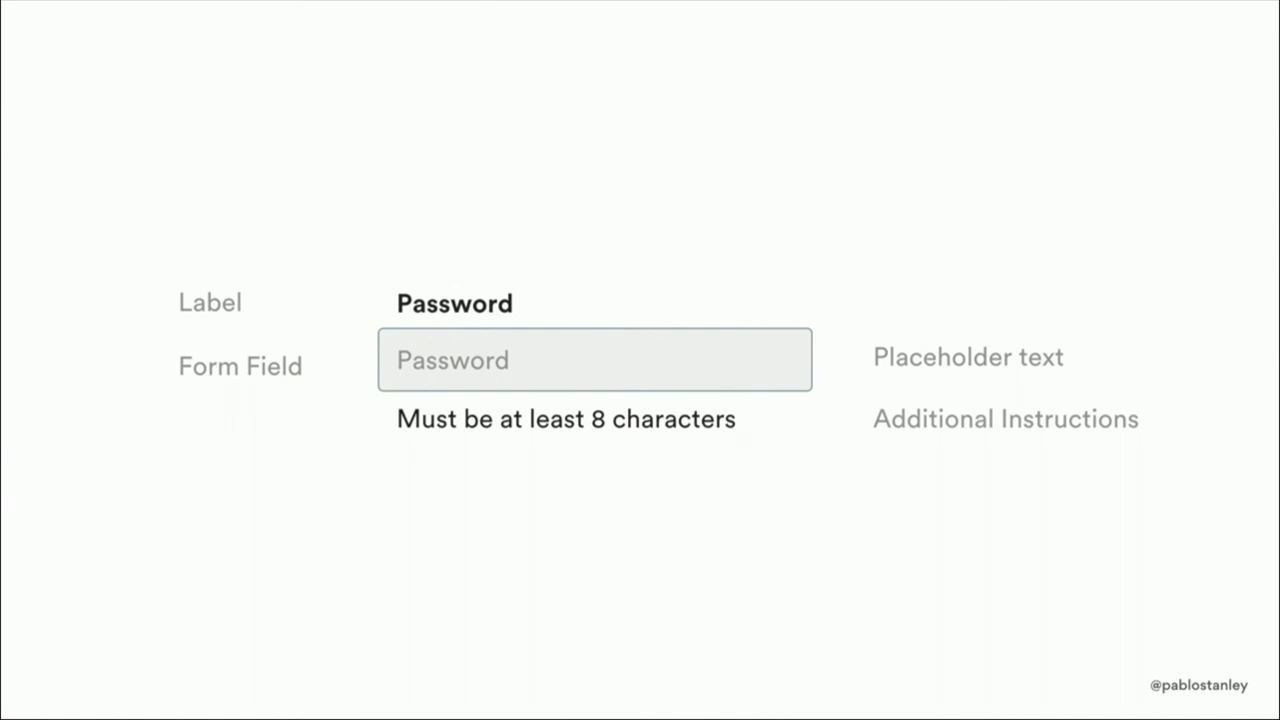 Label
Password
Form Field
Password
Placeholder text
Must be at least 8 characters
Additional Instructions
@pablostanley